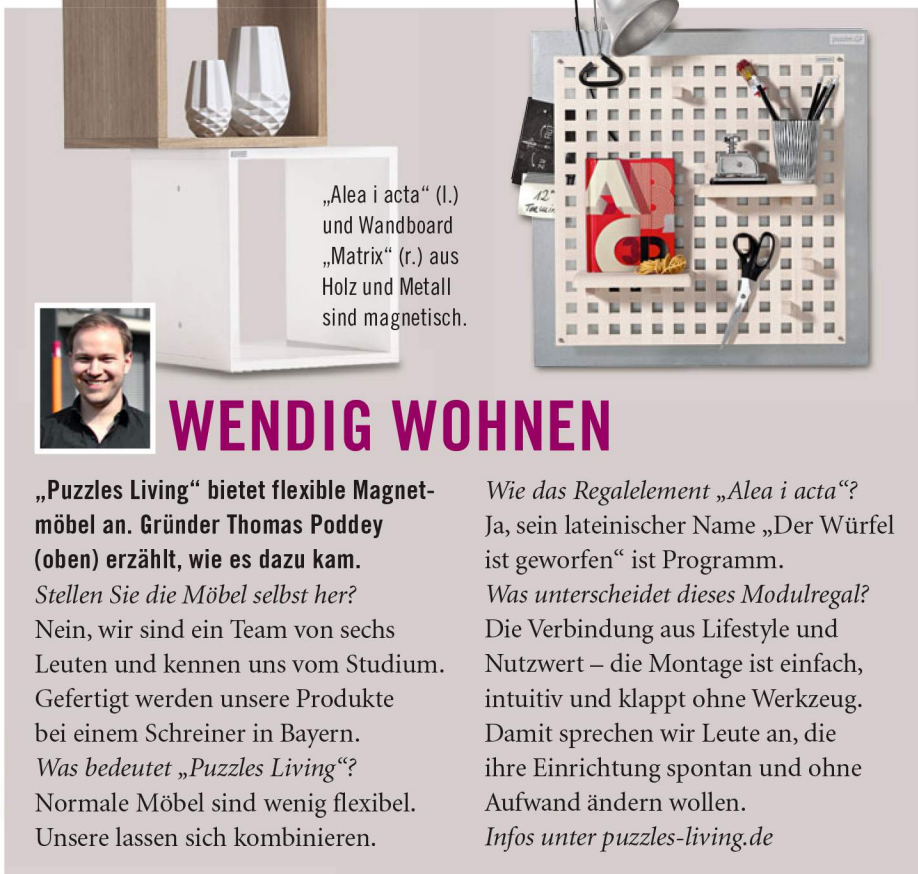 „Alea i acta“ (l.)
und Wandboard
„Matrix“ (r.) aus
Holz und Metall
sind magnetisch.
12ºº
Termin
ABC
WENDIG WOHNEN
„Puzzles Living“ bietet flexible Magnet-
möbel an. Gründer Thomas Poddey
(oben) erzählt, wie es dazu kam.
Stellen Sie die Möbel selbst her?
Nein, wir sind ein Team von sechs
Leuten und kennen uns vom Studium.
Gefertigt werden unsere Produkte
bei einem Schreiner in Bayern.
Was bedeutet „Puzzles Living“?
Normale Möbel sind wenig flexibel.
Unsere lassen sich kombinieren.
Wie das Regalelement „Alea i acta“?
Ja, sein lateinischer Name „Der Würfel
ist geworfen“ ist Programm.
Was unterscheidet dieses Modulregal?
Die Verbindung aus Lifestyle und
Nutzwert – die Montage ist einfach,
intuitiv und klappt ohne Werkzeug.
Damit sprechen wir Leute an, die
ihre Einrichtung spontan und ohne
Aufwand ändern wollen.
Infos unter puzzles-living.de